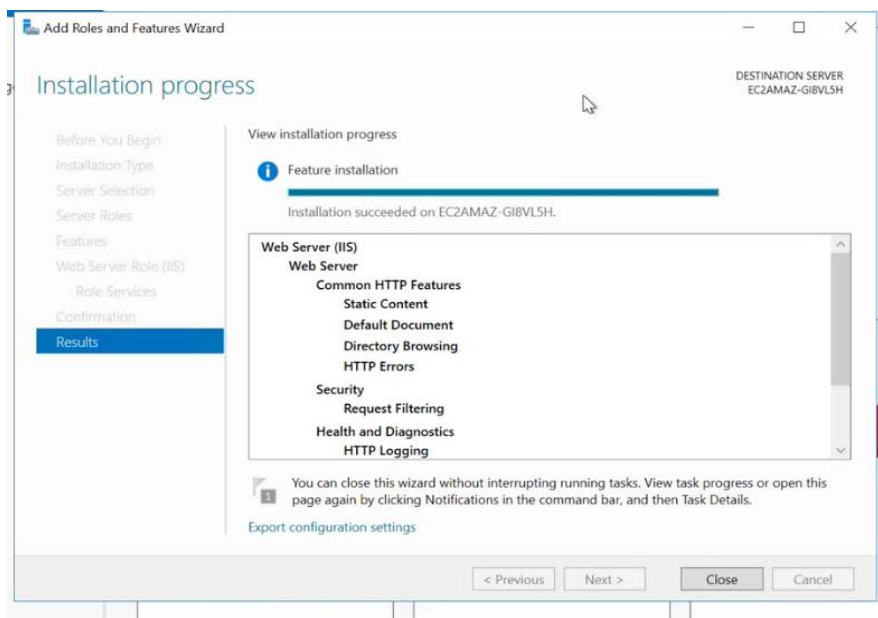 Add Roles and Features Wizard
Installation progress
DESTINATION SERVER
EC2AMAZ-GI8VL5H
Before You Begin
Installation Type
Server Selection
Server Roles
Features
Web Server Role (IIS)
Role Services
Confirmation
Results
View installation progress
Feature installation
Installation succeeded on EC2AMAZ-GI8VL5H.
Web Server (IIS)
Web Server
Common HTTP Features
Static Content
Default Document
Directory Browsing
HTTP Errors
Security
Request Filtering
Health and Diagnostics
HTTP Logging
1
You can close this wizard without interrupting running tasks. View task progress or open this
page again by clicking Notifications in the command bar, and then Task Details.
Export configuration settings
< Previous
Next >
Close
Cancel